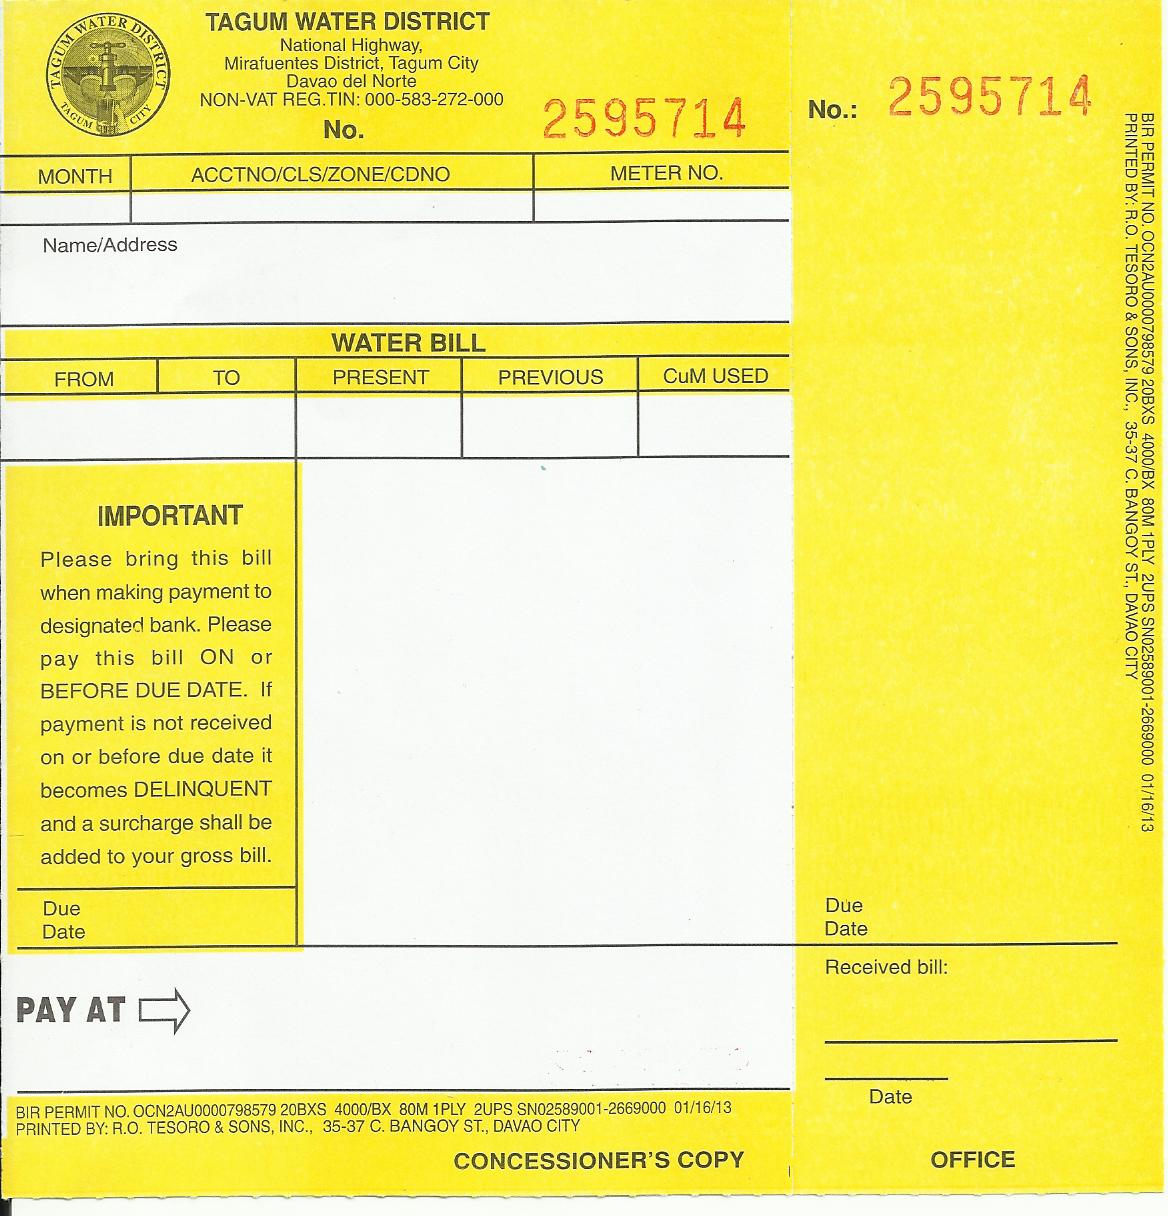 TAGUM WATER DISTRICT
TAGUM CITY
TAGUM WATER DISTRICT
National Highway,
Mirafuentes District, Tagum City
Davao del Norte
NON-VAT REG.TIN: 000-583-272-000
No. 2595714
MONTH ACCTNO/CLS/ZONE/CDNO METER NO.
Name/Address
WATER BILL
FROM TO PRESENT PREVIOUS CuM USED
IMPORTANT
Please bring this bill
when making payment to
designated bank. Please
pay this bill ON or
BEFORE DUE DATE. If
payment is not received
on or before due date it
becomes DELINQUENT
and a surcharge shall be
added to your gross bill.
Due
Date
PAY AT
BIR PERMIT NO. OCN2AU0000798579 20BXS 4000/BX 80M 1PLY 2UPS SN02589001-2669000 01/16/13
PRINTED BY: R.O. TESORO & SONS, INC., 35-37 C. BANGOY ST., DAVAO CITY
CONCESSIONER'S COPY
No.: 2595714
Due
Date
Received bill:
Date
OFFICE
BIR PERMIT NO. OCN2AU0000798579 20BXS 4000/BX 80M 1PLY 2UPS SN02589001-2669000 01/16/13
PRINTED BY: R.O. TESORO & SONS, INC., 35-37 C. BANGOY ST., DAVAO CITY